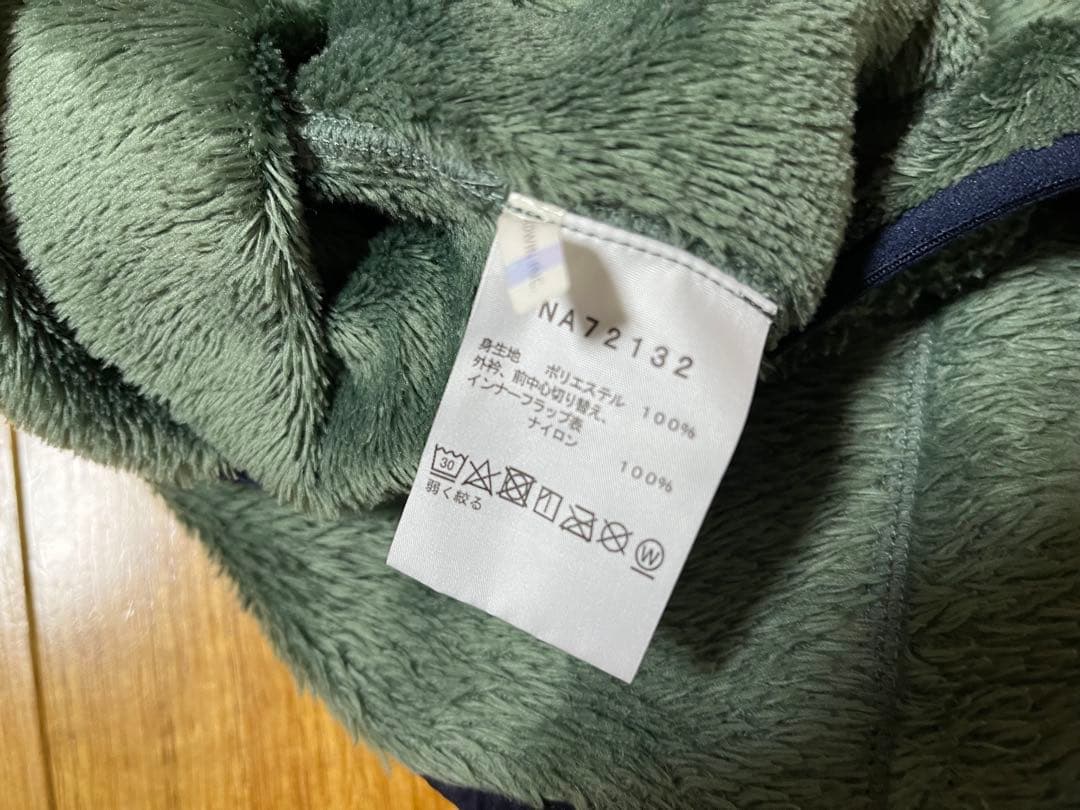 NA72132
身生地 ポリエステル 100%
外衿、前中心切り替え、
インナーフラップ表
ナイロン 100%
30
W
弱く絞る